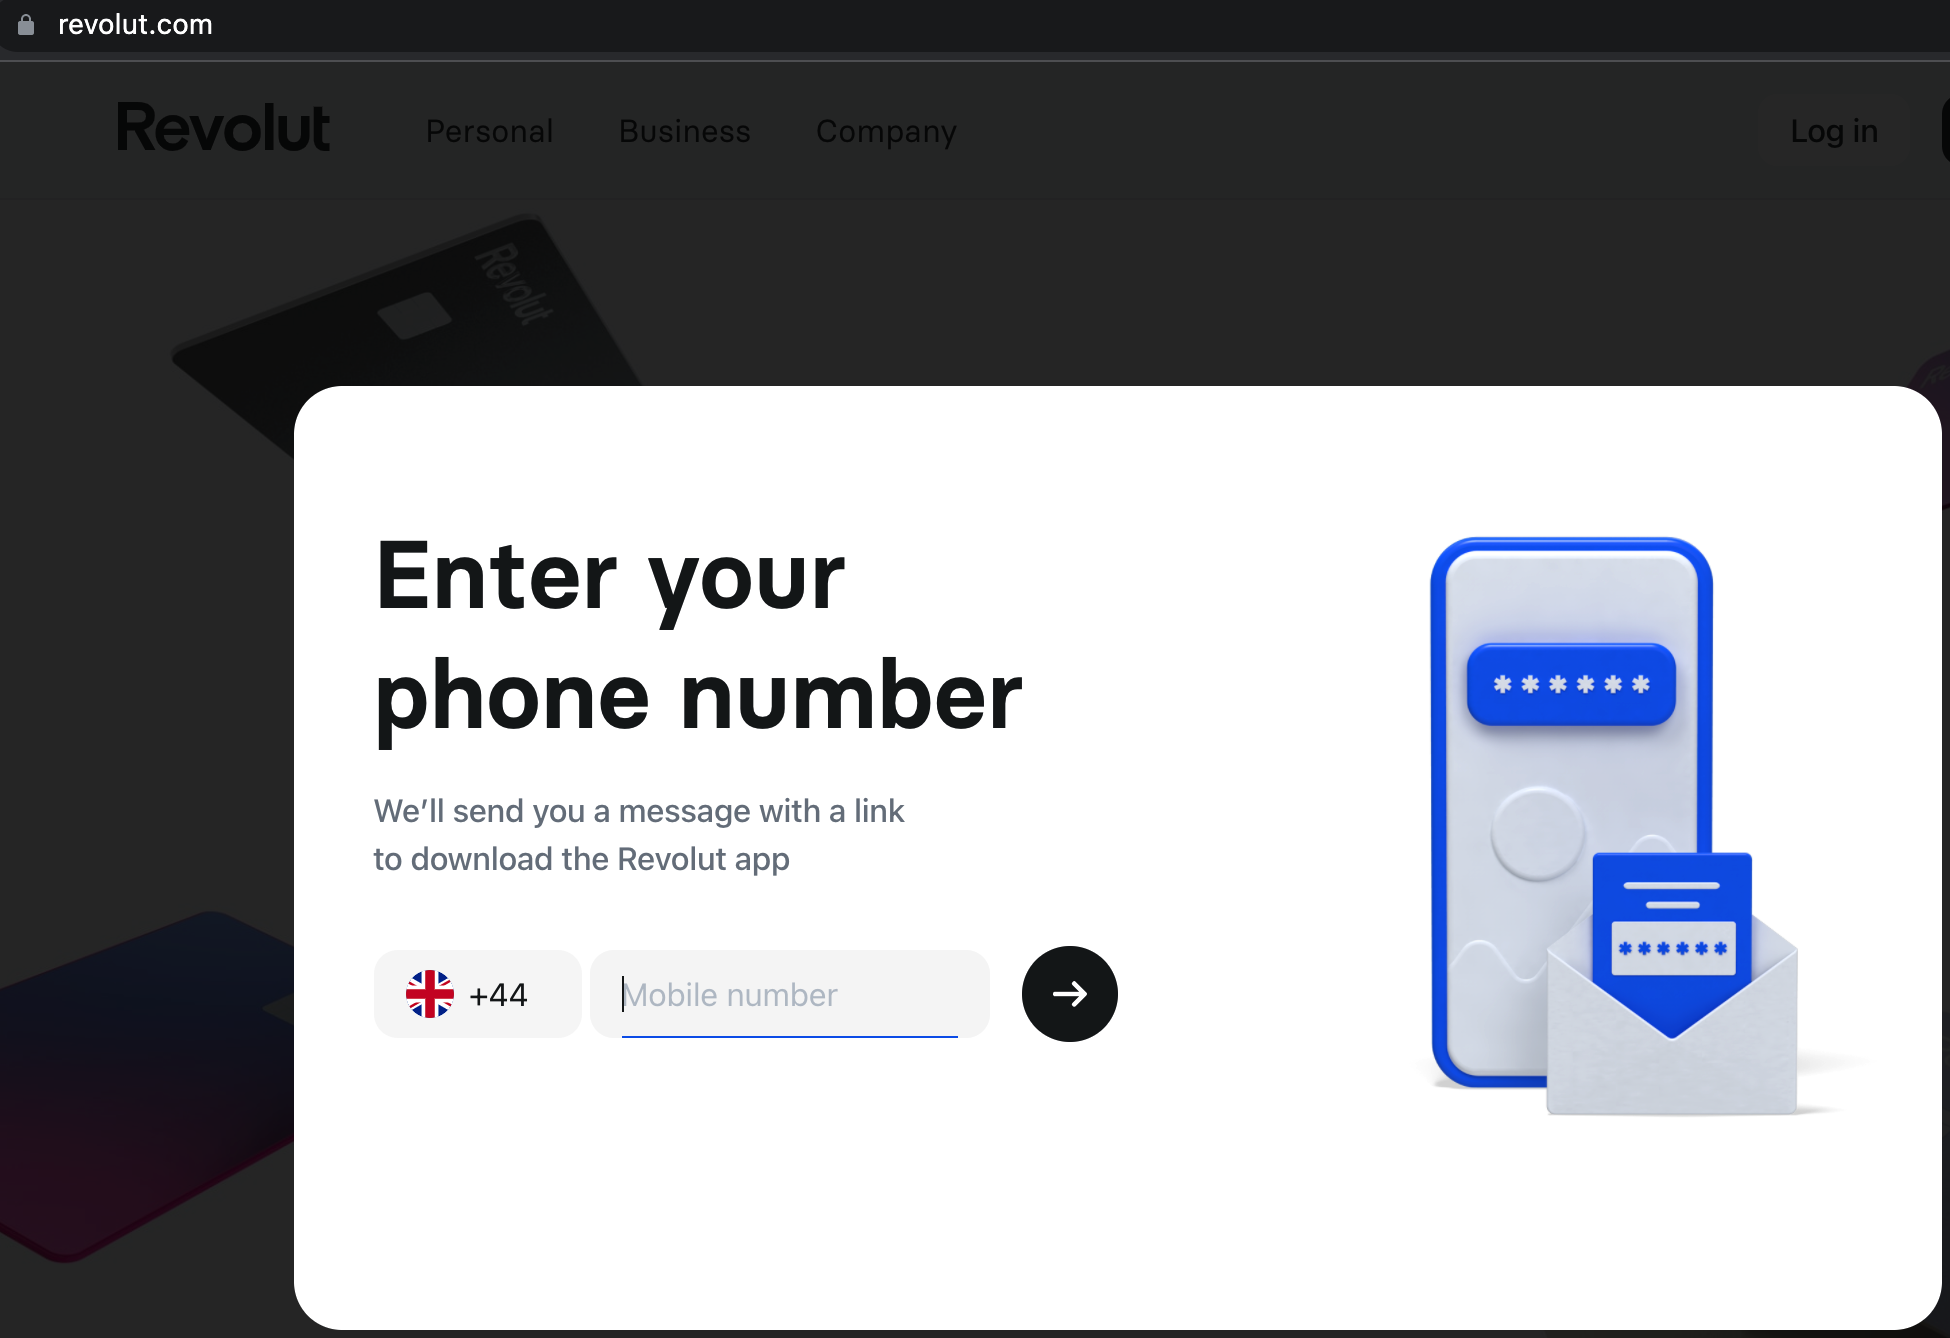 revolut.com
Revolut
Personal
Business
Company
Log in
Revolut
Enter your
phone number
We’ll send you a message with a link
to download the Revolut app
+44
Mobile number
******
******